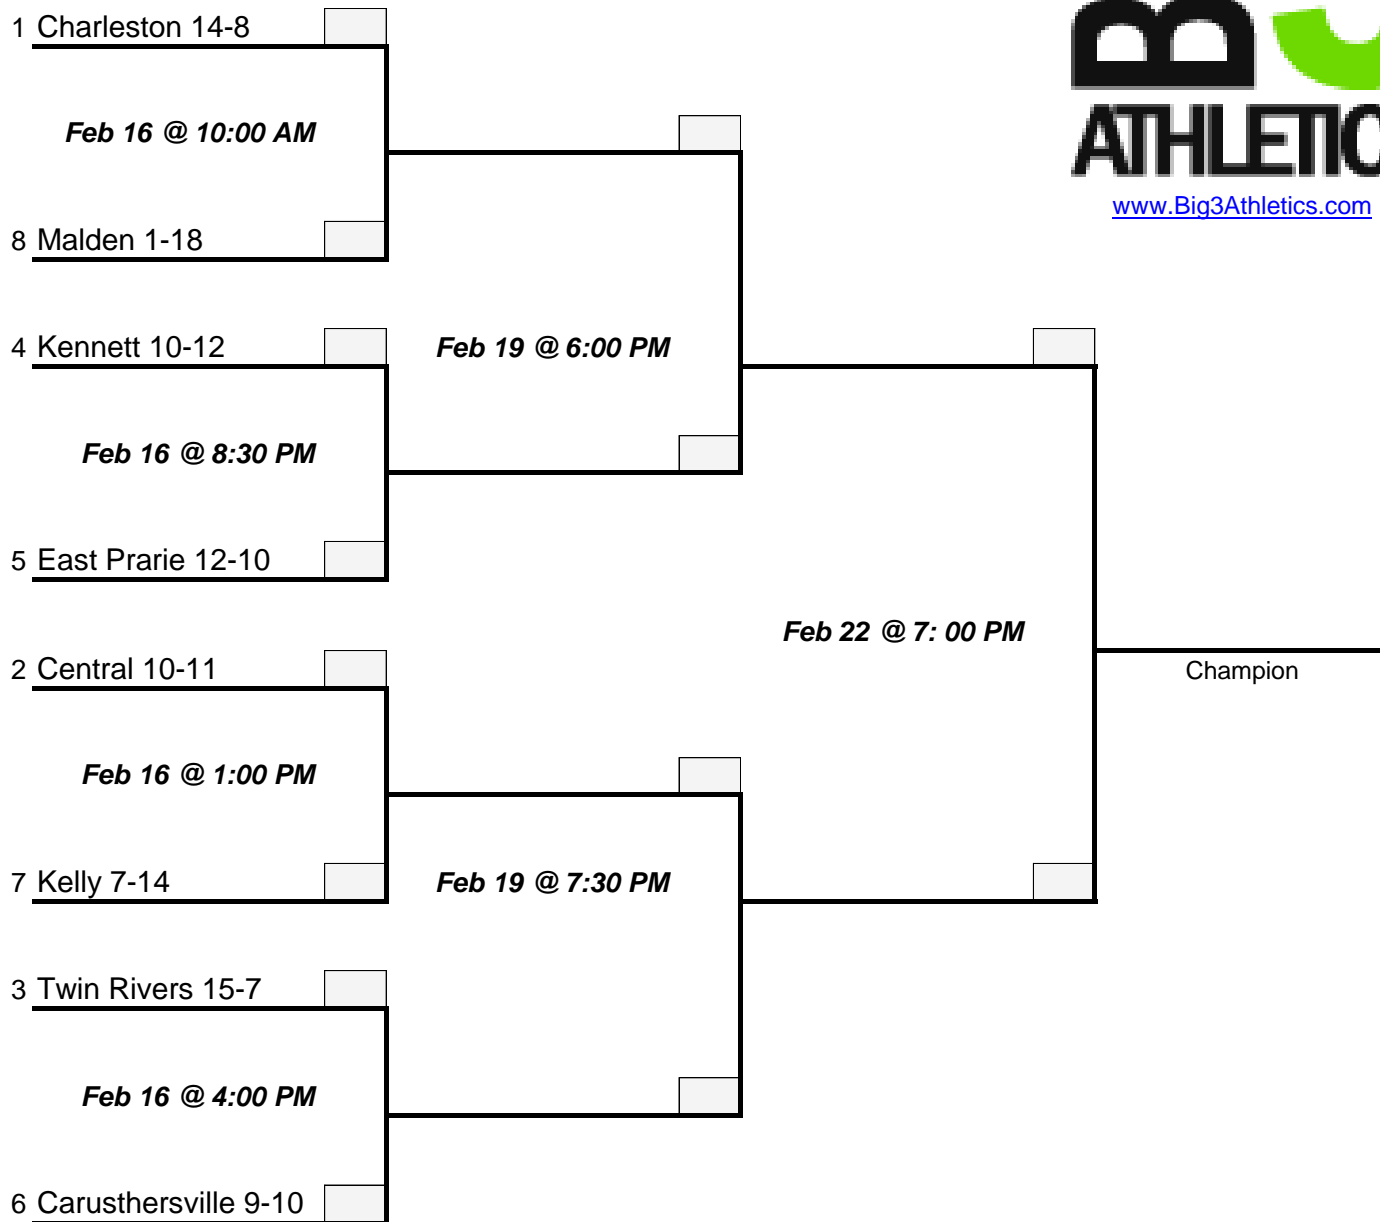 1 Charleston 14-8
Feb 16 @ 10:00 AM
8 Malden 1-18
4 Kennett 10-12
Feb 16 @ 8:30 PM
5 East Prarie 12-10
2 Central 10-11
Feb 16 @ 1:00 PM
7 Kelly 7-14
3 Twin Rivers 15-7
Feb 16 @ 4:00 PM
6 Carusthersville 9-10
Feb 19 @ 6:00 PM
Feb 19 @ 7:30 PM
Feb 22 @ 7: 00 PM
Champion
B3
ATHLETIC
www.Big3Athletics.com